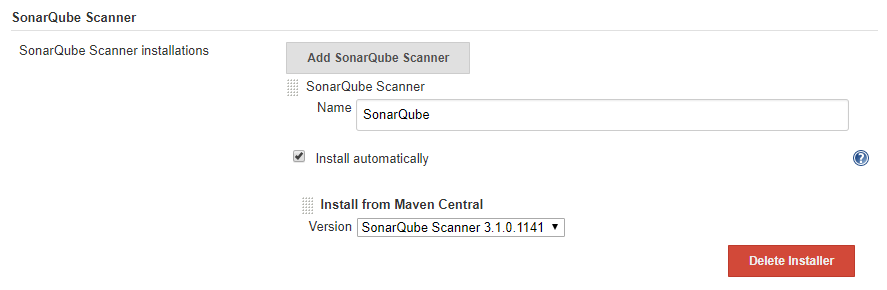 SonarQube Scanner
SonarQube Scanner installations
Add SonarQube Scanner
SonarQube Scanner
Name
SonarQube
Install automatically
?
Install from Maven Central
Version
SonarQube Scanner 3.1.0.1141
Delete Installer